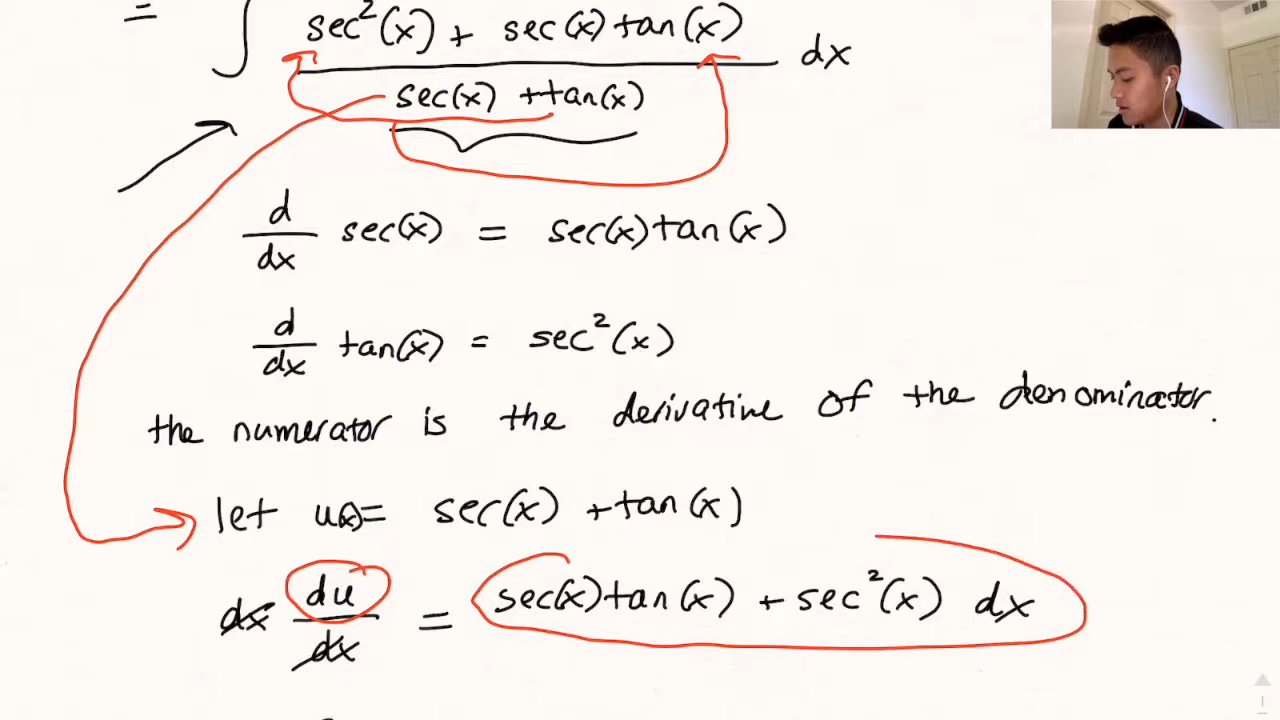 = ∫ sec²(x) + sec(x) tan(x) dx
sec(x) + tan(x)
d/dx sec(x) = sec(x) tan(x)
d/dx tan(x) = sec²(x)
the numerator is the derivative of the denominator.
let u(x) = sec(x) + tan(x)
dx du/dx = sec(x) tan(x) + sec²(x) dx